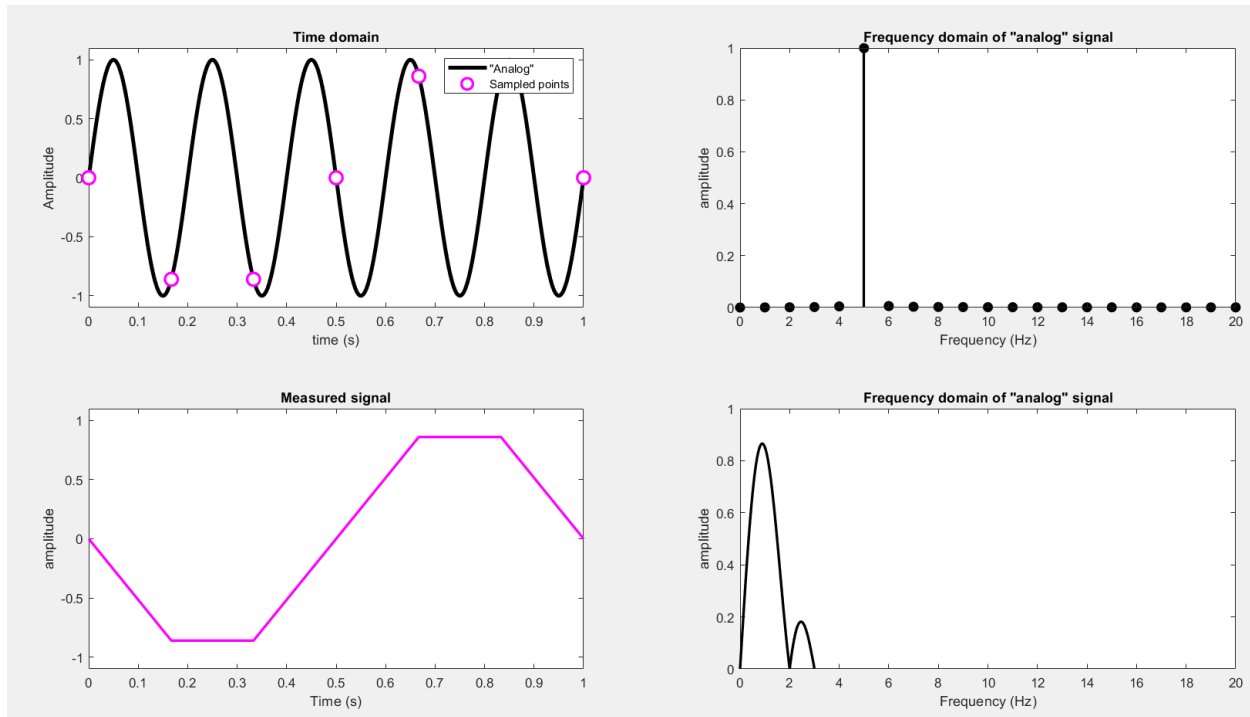 Time domain
"Analog"
Sampled points
Amplitude
1
0.5
0
-0.5
-1
0 0.1 0.2 0.3 0.4 0.5 0.6 0.7 0.8 0.9 1
time (s)
Frequency domain of "analog" signal
amplitude
1
0.8
0.6
0.4
0.2
0
0 2 4 6 8 10 12 14 16 18 20
Frequency (Hz)
Measured signal
amplitude
1
0.5
0
-0.5
-1
0 0.1 0.2 0.3 0.4 0.5 0.6 0.7 0.8 0.9 1
Time (s)
Frequency domain of "analog" signal
amplitude
1
0.8
0.6
0.4
0.2
0
0 2 4 6 8 10 12 14 16 18 20
Frequency (Hz)